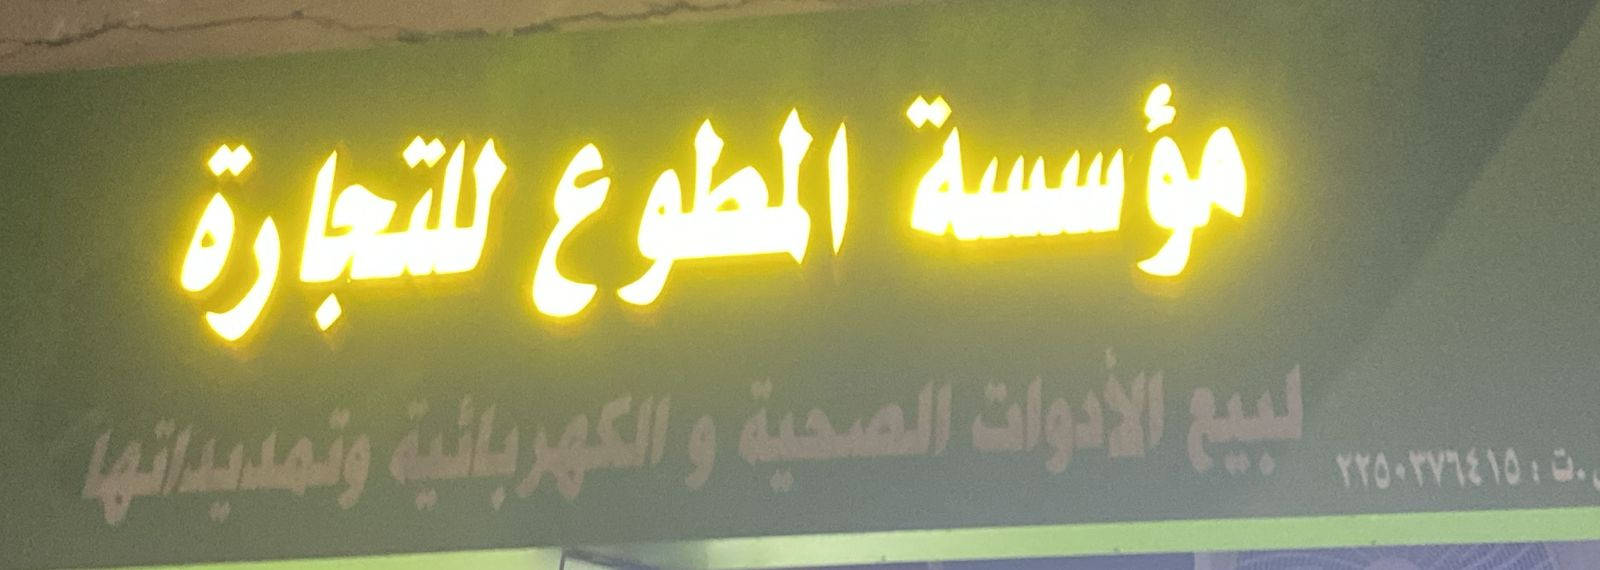 مؤسسة المطوع للتجارة
لبيع الأدوات الصحية و الكهربائية وتمديداتها
ت : ٢٢٥٠٣٧٦٤١٥